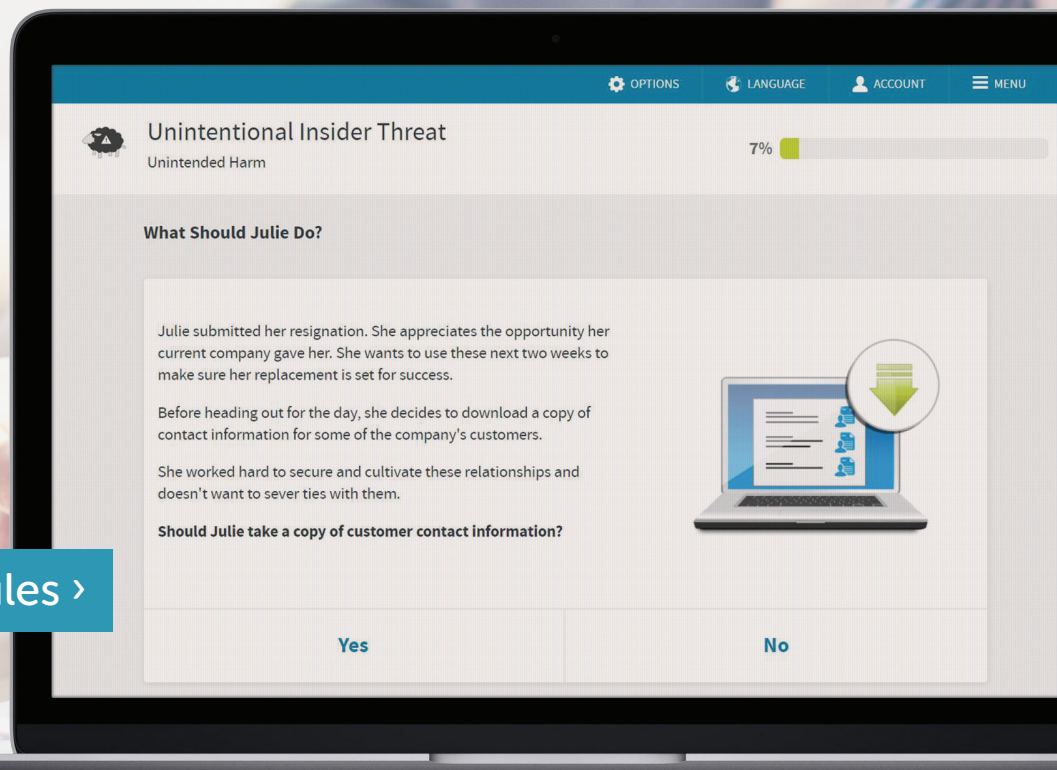 OPTIONS LANGUAGE ACCOUNT MENU
Unintentional Insider Threat
Unintended Harm
7%
What Should Julie Do?
Julie submitted her resignation. She appreciates the opportunity her
current company gave her. She wants to use these next two weeks to
make sure her replacement is set for success.
Before heading out for the day, she decides to download a copy of
contact information for some of the company's customers.
She worked hard to secure and cultivate these relationships and
doesn't want to sever ties with them.
Should Julie take a copy of customer contact information?
Yes No